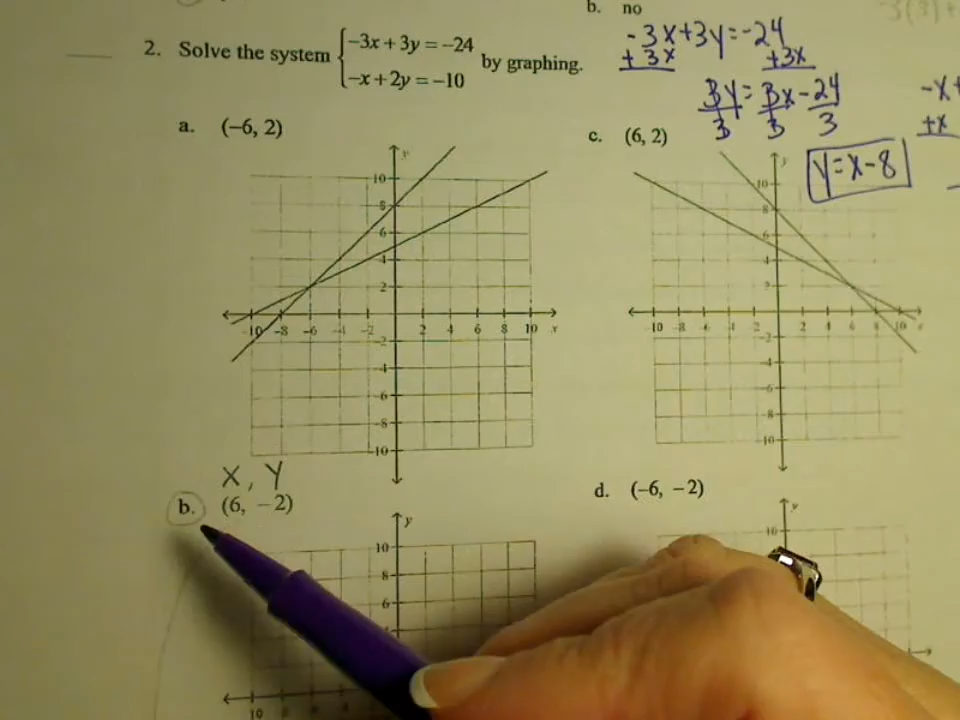 b. no
-3x+3y=-24
+3x +3x
3y = 3x - 24
3 3 3
y=x-8
-x+
+x
2. Solve the system { -3x + 3y = -24
-x + 2y = -10 by graphing.
a. (-6, 2)
y
10
8
6
4
2
-10 -8 -6 -4 -2 2 4 6 8 10 x
-2
-4
-6
-8
-10
c. (6, 2)
y
10
8
6
4
2
-10 -8 -6 -4 -2 2 4 6 8 10 x
-2
-4
-6
-8
-10
X, Y
b. (6, -2)
y
10
8
6
4
10
d. (-6, -2)
y
10